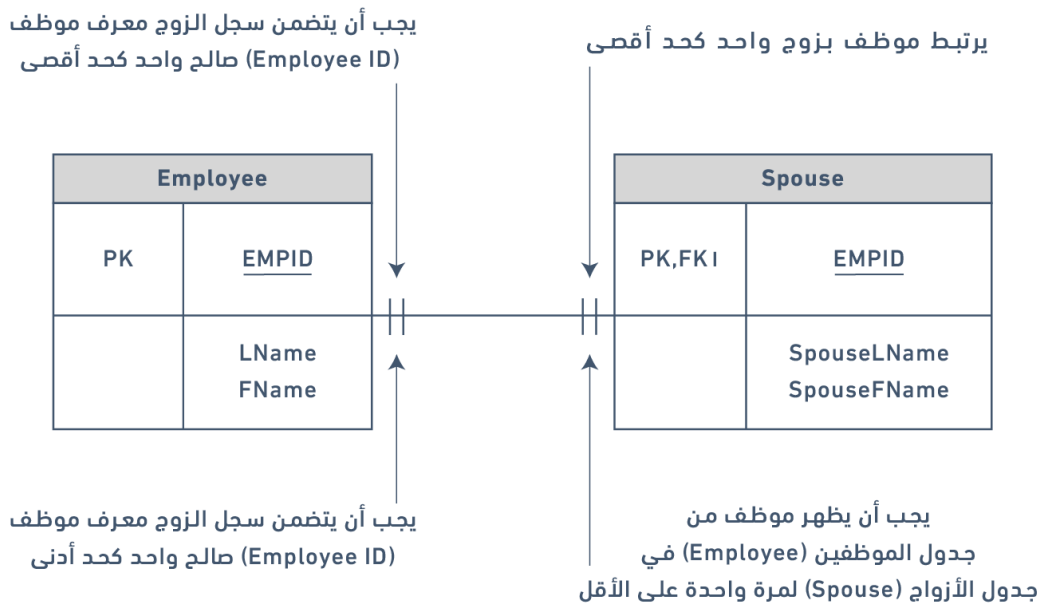 يجب أن يتضمن سجل الزوج معرف موظف
(Employee ID) صالح واحد كحد أقصى
يرتبط موظف بزوج واحد كحد أقصى
Employee
PK
EMPID
LName
FName
Spouse
PK,FK1
EMPID
SpouseLName
SpouseFName
يجب أن يتضمن سجل الزوج معرف موظف
(Employee ID) صالح واحد كحد أدنى
يجب أن يظهر موظف من
جدول الموظفين (Employee) في
جدول الأزواج (Spouse) لمرة واحدة على الأقل